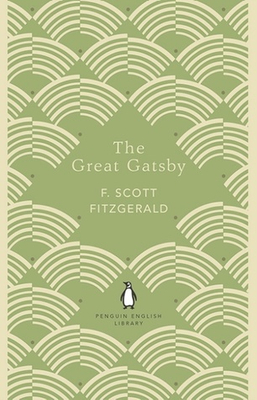 The
Great Gatsby
F. SCOTT
FITZGERALD
PENGUIN ENGLISH
LIBRARY